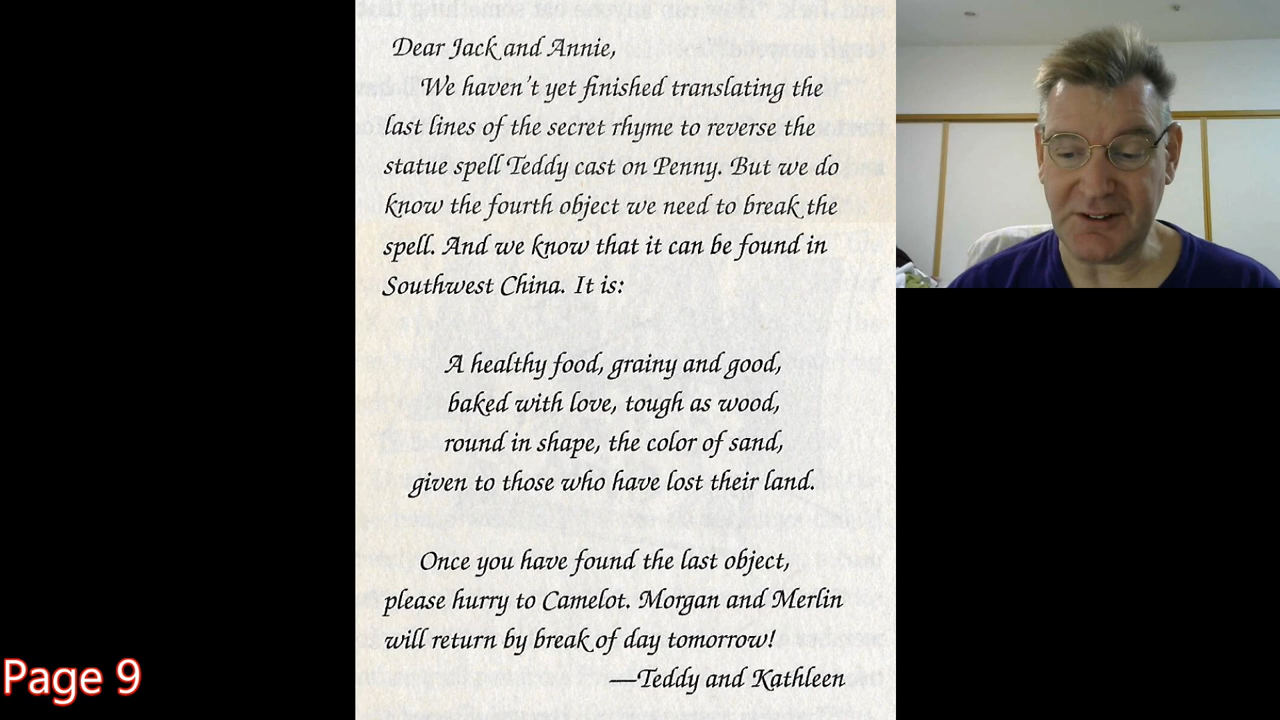 Dear Jack and Annie,
We haven't yet finished translating the
last lines of the secret rhyme to reverse the
statue spell Teddy cast on Penny. But we do
know the fourth object we need to break the
spell. And we know that it can be found in
Southwest China. It is:
A healthy food, grainy and good,
baked with love, tough as wood,
round in shape, the color of sand,
given to those who have lost their land.
Once you have found the last object,
please hurry to Camelot. Morgan and Merlin
will return by break of day tomorrow!
—Teddy and Kathleen
Page 9